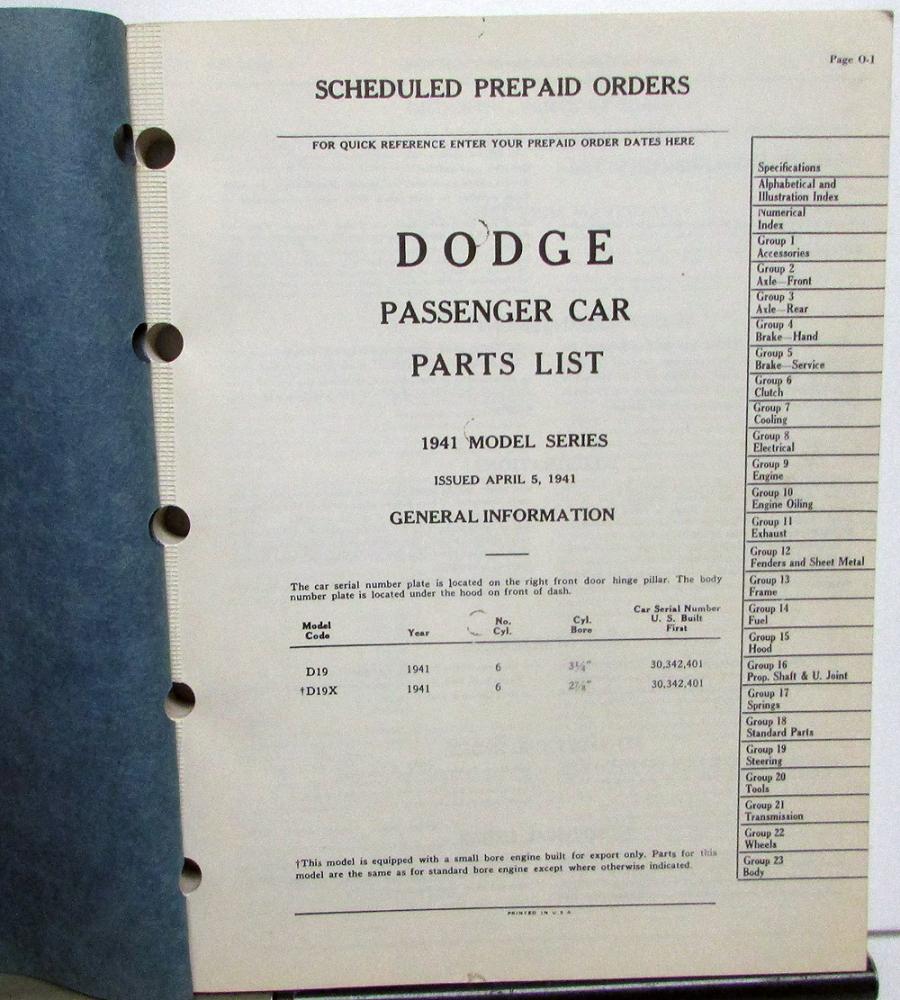 Page O-1
SCHEDULED PREPAID ORDERS
FOR QUICK REFERENCE ENTER YOUR PREPAID ORDER DATES HERE
DODGE
PASSENGER CAR
PARTS LIST
1941 MODEL SERIES
ISSUED APRIL 5, 1941
GENERAL INFORMATION
The car serial number plate is located on the right front door hinge pillar. The body
number plate is located under the hood on front of dash.
Model Code Year No. Cyl. Cyl. Bore Car Serial Number U. S. Built First
D19 1941 6 3¼" 30,342,401
†D19X 1941 6 2⅞" 30,342,401
†This model is equipped with a small bore engine built for export only. Parts for this
model are the same as for standard bore engine except where otherwise indicated.
PRINTED IN U.S.A.
Specifications
Alphabetical and
Illustration Index
Numerical
Index
Group 1
Accessories
Group 2
Axle—Front
Group 3
Axle—Rear
Group 4
Brake—Hand
Group 5
Brake—Service
Group 6
Clutch
Group 7
Cooling
Group 8
Electrical
Group 9
Engine
Group 10
Engine Oiling
Group 11
Exhaust
Group 12
Fenders and Sheet Metal
Group 13
Frame
Group 14
Fuel
Group 15
Hood
Group 16
Prop. Shaft & U. Joint
Group 17
Springs
Group 18
Standard Parts
Group 19
Steering
Group 20
Tools
Group 21
Transmission
Group 22
Wheels
Group 23
Body